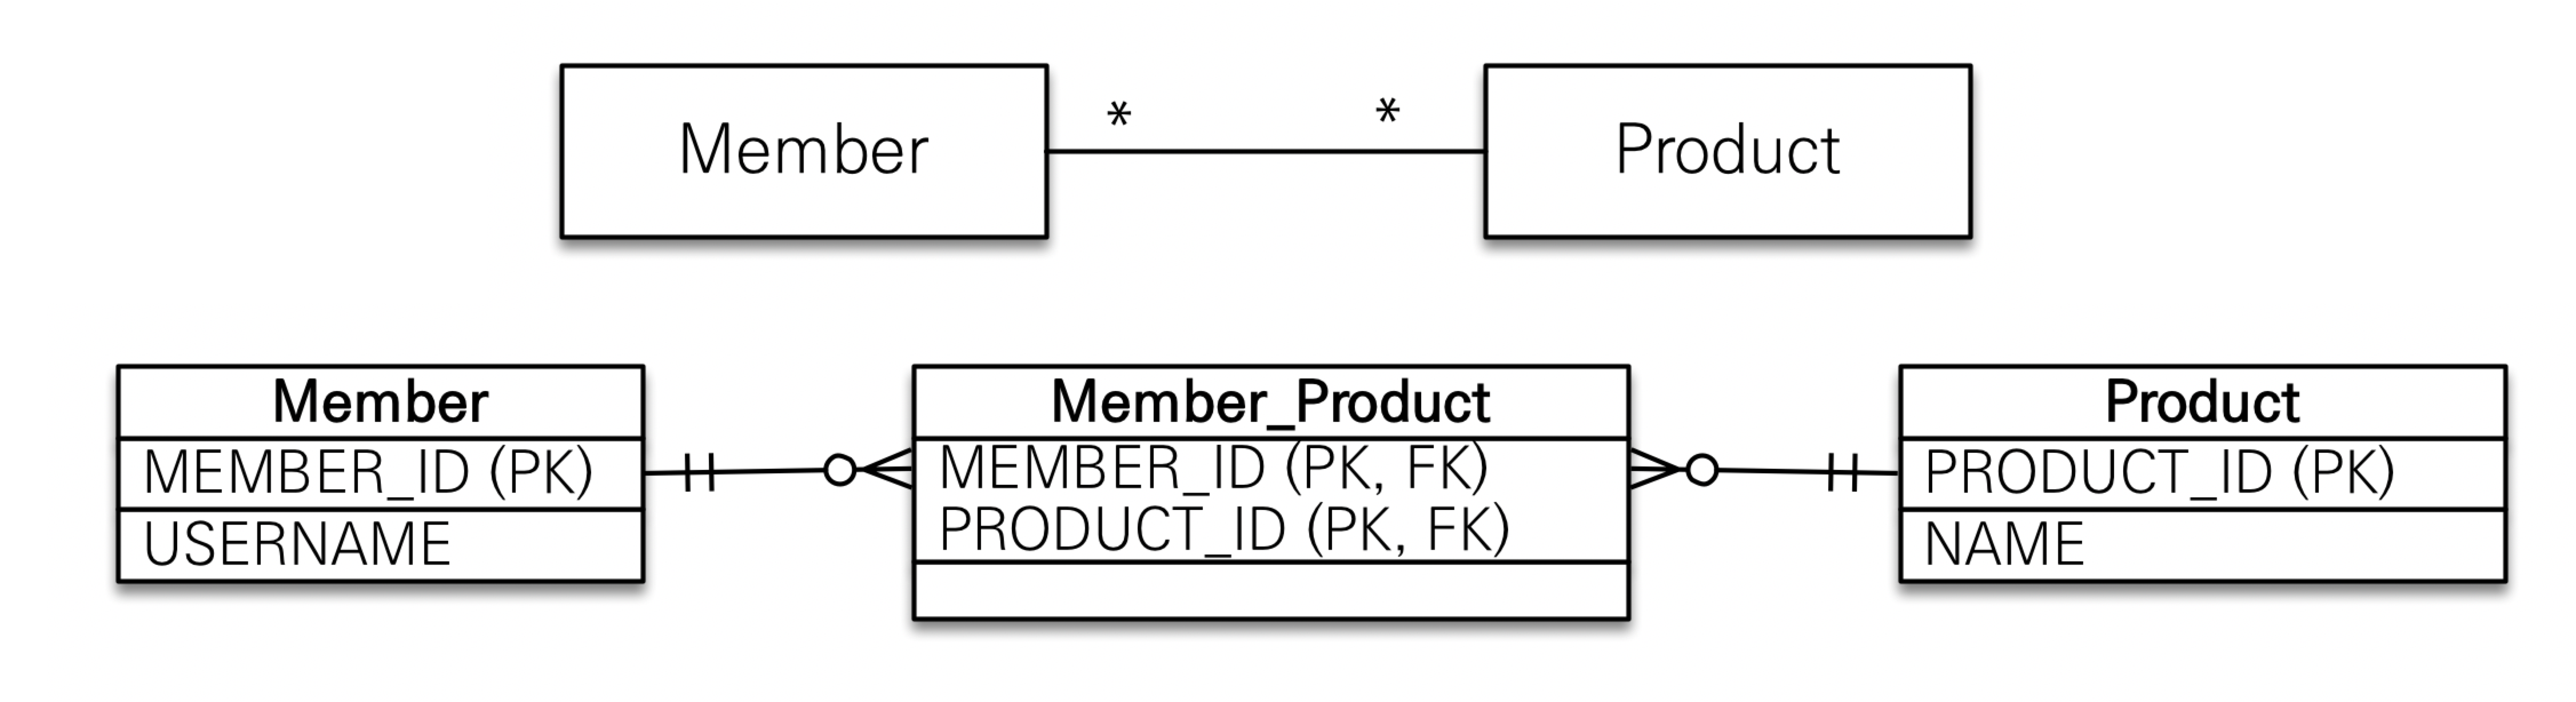 Member
*
*
Product
Member
MEMBER_ID (PK)
USERNAME
Member_Product
MEMBER_ID (PK, FK)
PRODUCT_ID (PK, FK)
Product
PRODUCT_ID (PK)
NAME